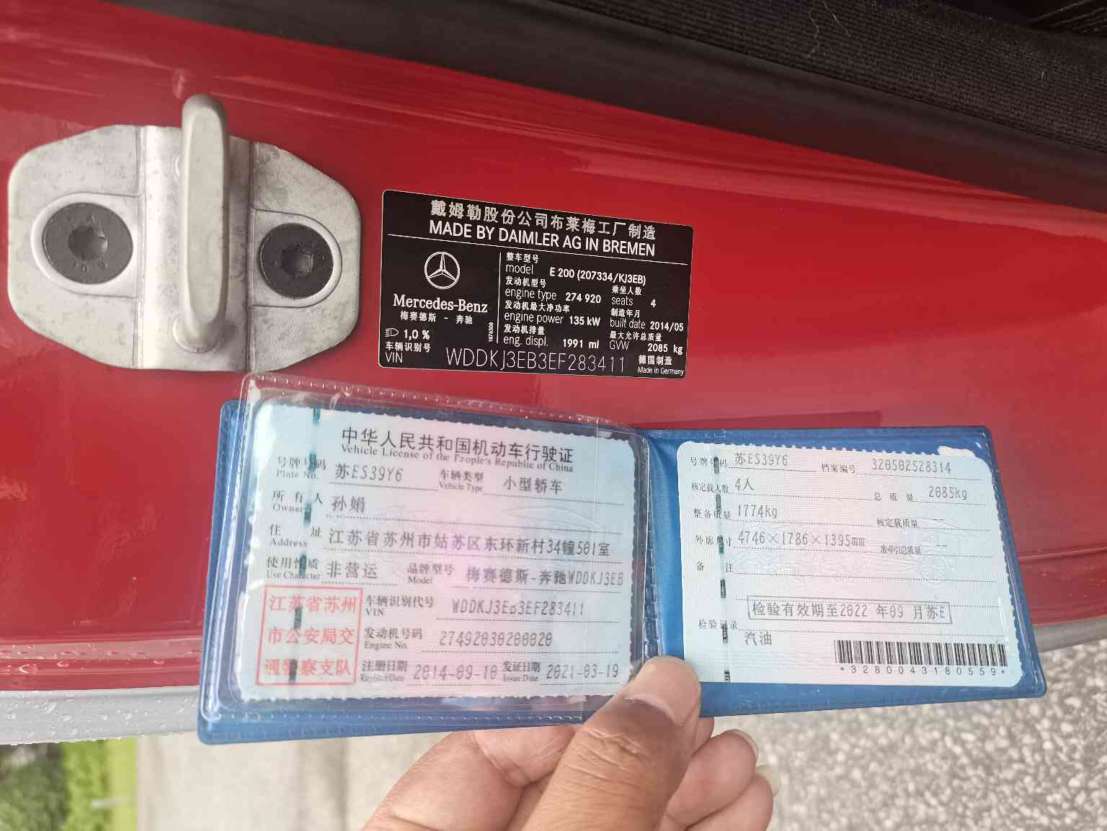 戴姆勒股份公司布莱梅工厂制造
MADE BY DAIMLER AG IN BREMEN
整车型号
model E 200 (207334/KJ3EB)
发动机型号 乘坐人数
engine type 274 920 seats 4
发动机最大净功率 制造年月
engine power 135 kW built date 2014/05
发动机排量 最大允许总质量
eng. displ. 1991 ml GVW 2085 kg
Mercedes-Benz
梅赛德斯 - 奔驰
1,0 %
车辆识别号 德国制造
VIN WDDKJ3EB3EF283411 Made in Germany
中华人民共和国机动车行驶证
Vehicle License of the People's Republic of China
号牌号码 苏ES39Y6 车辆类型 小型轿车
Plate No. Vehicle Type
所有人 孙娟
Owner
住址 江苏省苏州市姑苏区东环新村34幢501室
使用性质 非营运 品牌型号 梅赛德斯-奔驰WDDKJ3EB
Use Character Model
江苏省苏州
市公安局交
通警察支队
车辆识别代号 WDDKJ3EB3EF283411
VIN
发动机号码 27492030200020
Engine No.
注册日期 2014-09-10 发证日期 2021-03-19
Register Date Issue Date
号牌号码 苏ES39Y6 档案编号 320502528314
核定载人数 4人 总质量 2085kg
整备质量 1774kg 核定载质量 --
外廓尺寸 4746×1786×1395mm 准牵引总质量 --
备注
检验有效期至2022年09月苏E
检验记录
汽油
*3280043180559*